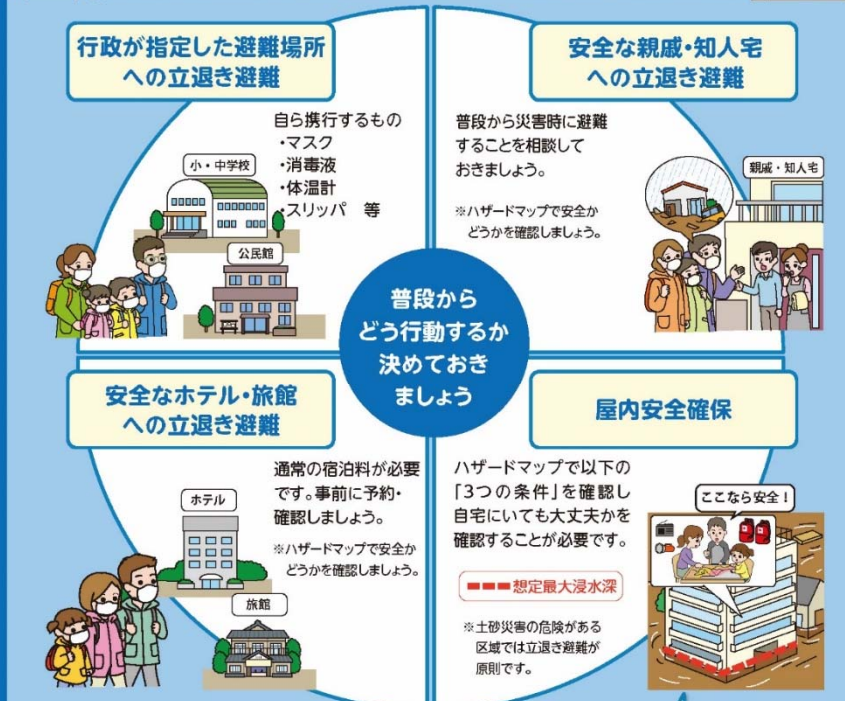 行政が指定した避難場所
への立退き避難
自ら携行するもの
・マスク
・消毒液
・体温計
・スリッパ 等
小・中学校
公民館
安全な親戚・知人宅
への立退き避難
普段から災害時に避難
することを相談して
おきましょう。
※ハザードマップで安全か
どうかを確認しましょう。
親戚・知人宅
普段から
どう行動するか
決めておき
ましょう
安全なホテル・旅館
への立退き避難
通常の宿泊料が必要
です。事前に予約・
確認しましょう。
※ハザードマップで安全か
どうかを確認しましょう。
ホテル
旅館
屋内安全確保
ハザードマップで以下の
「3つの条件」を確認し
自宅にいても大丈夫かを
確認することが必要です。
想定最大浸水深
※土砂災害の危険がある
区域では立退き避難が
原則です。
ここなら安全!